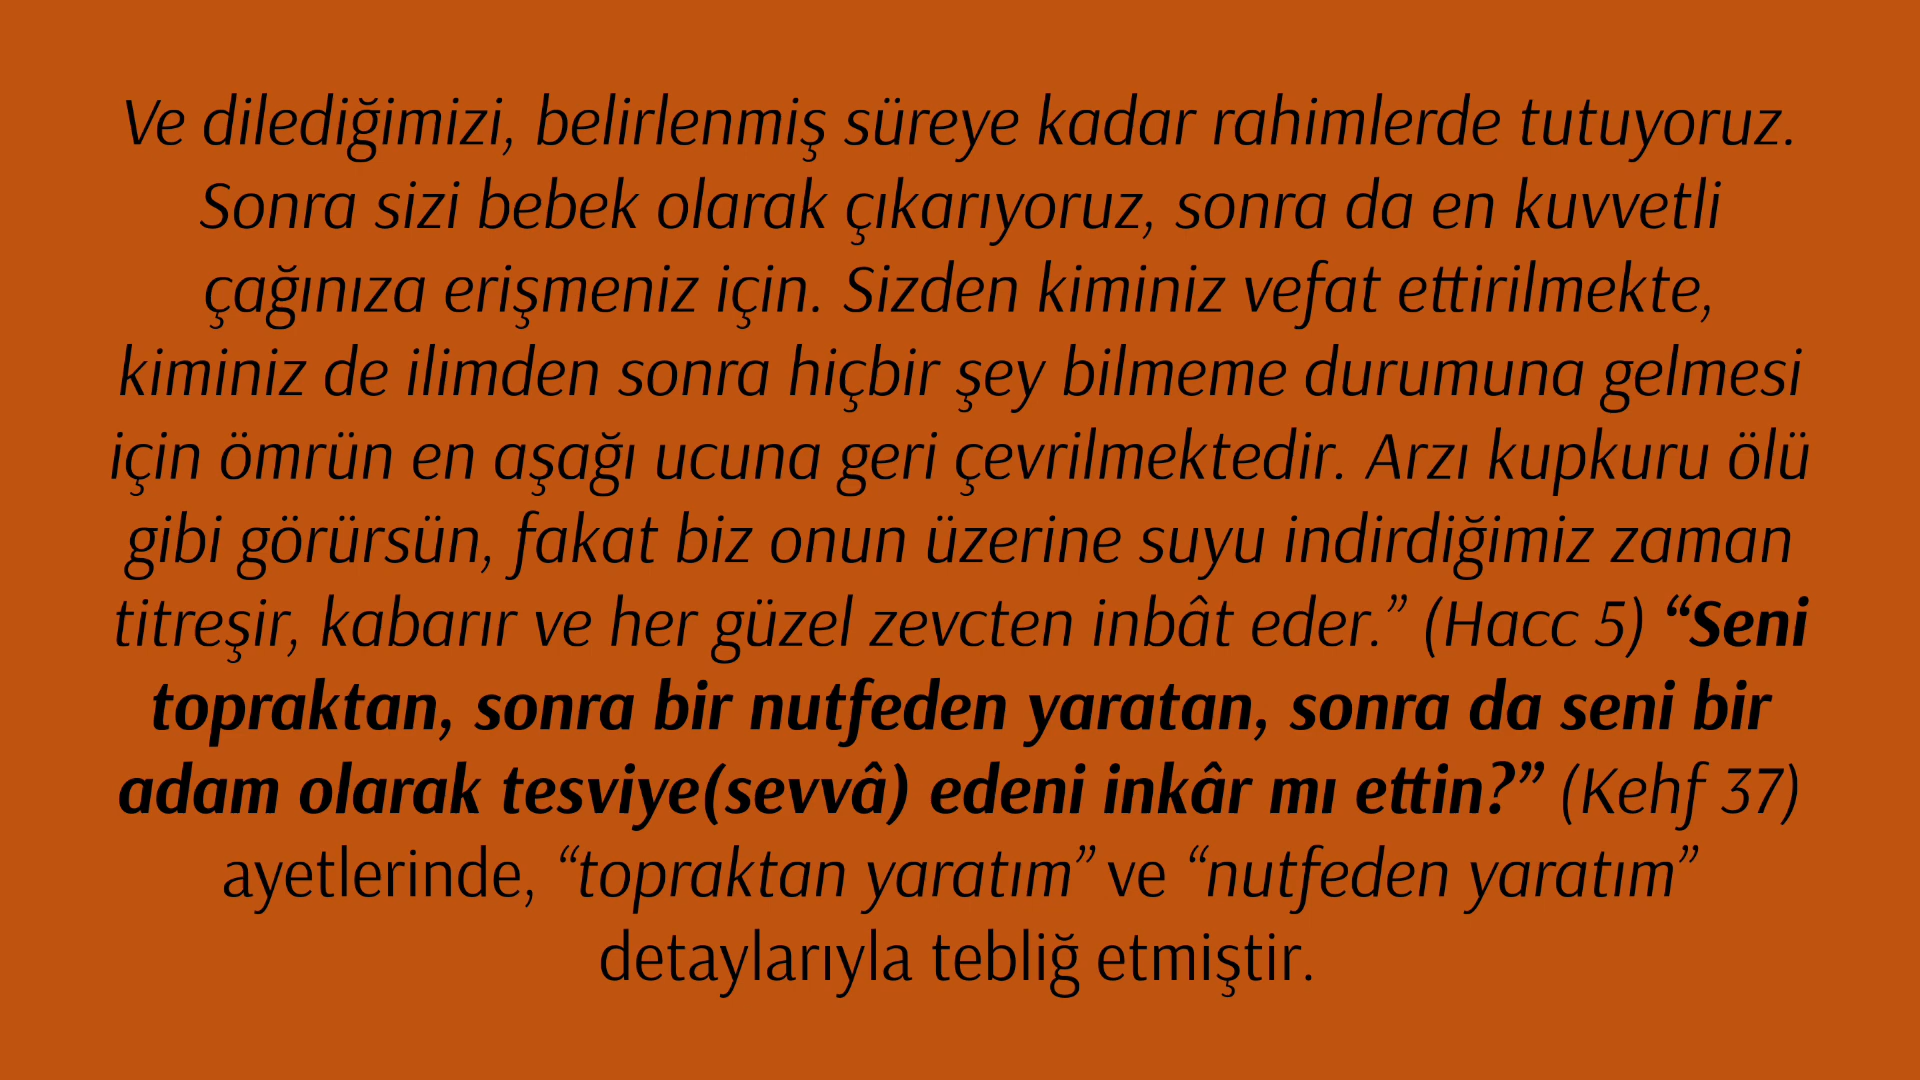 Ve dilediğimizi, belirlenmiş süreye kadar rahimlerde tutuyoruz.
Sonra sizi bebek olarak çıkarıyoruz, sonra da en kuvvetli
çağınıza erişmeniz için. Sizden kiminiz vefat ettirilmekte,
kiminiz de ilimden sonra hiçbir şey bilmeme durumuna gelmesi
için ömrün en aşağı ucuna geri çevrilmektedir. Arzı kupkuru ölü
gibi görürsün, fakat biz onun üzerine suyu indirdiğimiz zaman
titreşir, kabarır ve her güzel zevcten inbât eder.” (Hacc 5) “Seni
topraktan, sonra bir nutfeden yaratan, sonra da seni bir
adam olarak tesviye(sevvâ) edeni inkâr mı ettin?” (Kehf 37)
ayetlerinde, “topraktan yaratım” ve “nutfeden yaratım”
detaylarıyla tebliğ etmiştir.